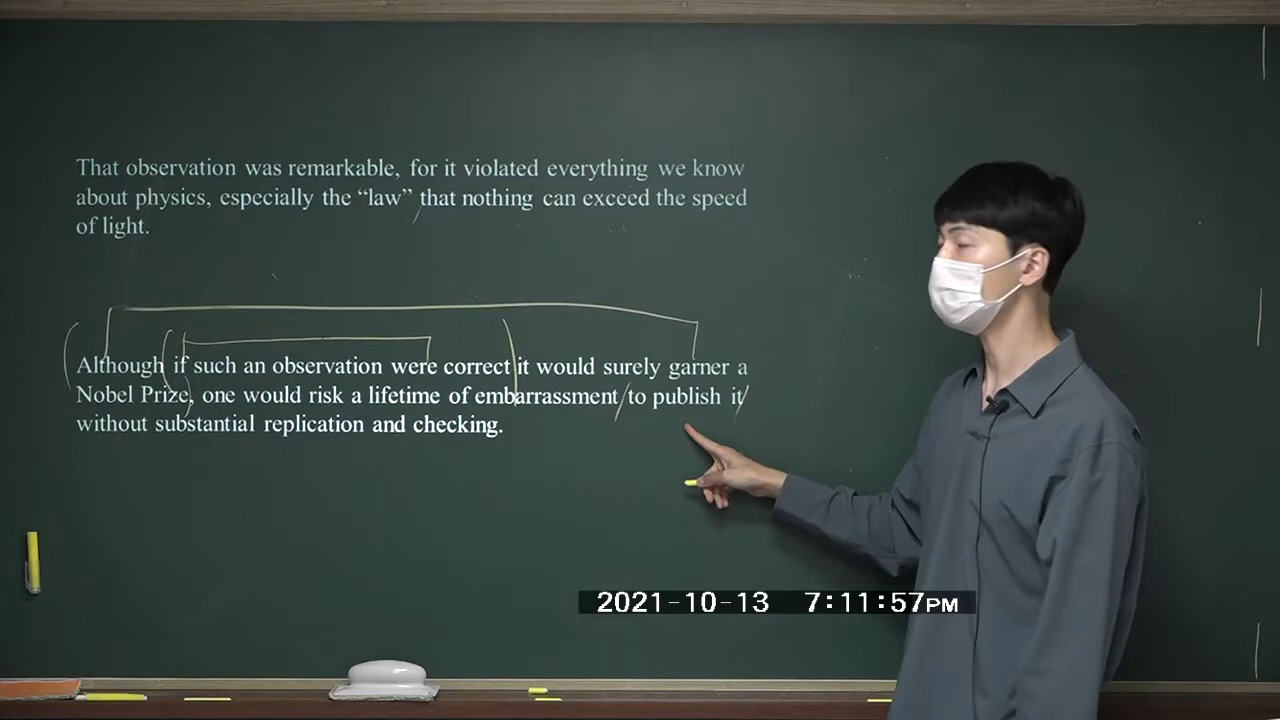 That observation was remarkable, for it violated everything we know
about physics, especially the “law” that nothing can exceed the speed
of light.
Although if such an observation were correct it would surely garner a
Nobel Prize, one would risk a lifetime of embarrassment to publish it
without substantial replication and checking.
2021-10-13 7:11:57PM